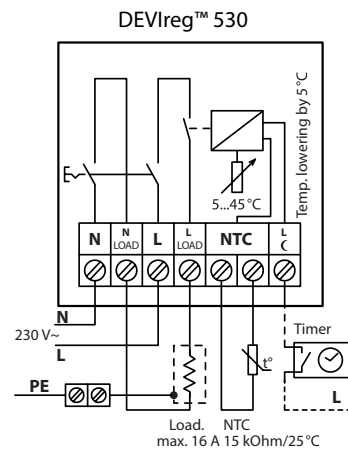 DEVIreg™ 530
Temp. lowering by 5 °C
5...45 °C
N
N LOAD
L
L LOAD
NTC
L ☾
N
230 V~
L
PE
t°
Timer
L
Load. NTC
max. 16 A 15 kOhm/25 °C